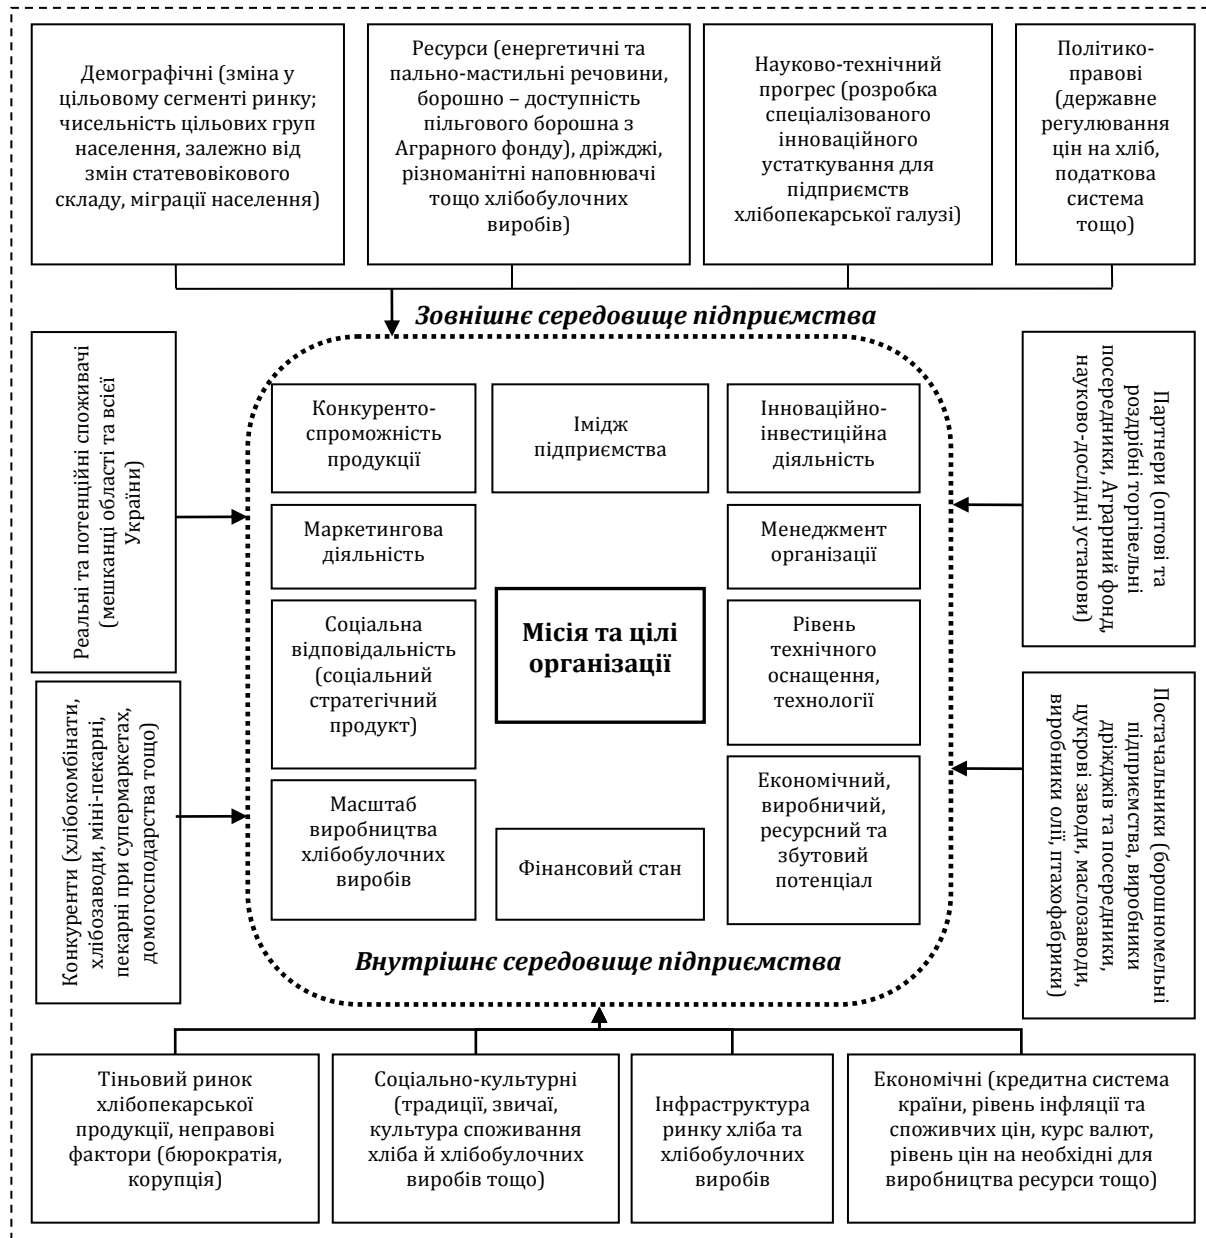 Демографічні (зміна у
цільовому сегменті ринку;
чисельність цільових груп
населення, залежно від
змін статевовікового
складу, міграції населення)
Ресурси (енергетичні та
пально-мастильні речовини,
борошно – доступність
пільгового борошна з
Аграрного фонду), дріжджі,
різноманітні наповнювачі
тощо хлібобулочних
виробів)
Науково-технічний
прогрес (розробка
спеціалізованого
інноваційного
устаткування для
підприємств
хлібопекарської галузі)
Політико-
правові
(державне
регулювання
цін на хліб,
податкова
система
тощо)
Зовнішнє середовище підприємства
Реальні та потенційні споживачі
(мешканці області та всієї
України)
Конкуренти (хлібокомбінати,
хлібозаводи, міні-пекарні,
пекарні при супермаркетах,
домогосподарства тощо)
Конкуренто-
спроможність
продукції
Імідж
підприємства
Інноваційно-
інвестиційна
діяльність
Маркетингова
діяльність
Менеджмент
організації
Соціальна
відповідальність
(соціальний
стратегічний
продукт)
Місія та цілі
організації
Рівень
технічного
оснащення,
технології
Масштаб
виробництва
хлібобулочних
виробів
Фінансовий стан
Економічний,
виробничий,
ресурсний та
збутовий
потенціал
Внутрішнє середовище підприємства
Партнери (оптові та
роздрібні торгівельні
посередники, Аграрний фонд,
науково-дослідні установи)
Постачальники (борошномельні
підприємства, виробники
дріжджів та посередники,
цукрові заводи, маслозаводи,
виробники олії, птахофабрики)
Тіньовий ринок
хлібопекарської
продукції, неправові
фактори (бюрократія,
корупція)
Соціально-культурні
(традиції, звичаї,
культура споживання
хліба й хлібобулочних
виробів тощо)
Інфраструктура
ринку хліба та
хлібобулочних
виробів
Економічні (кредитна система
країни, рівень інфляції та
споживчих цін, курс валют,
рівень цін на необхідні для
виробництва ресурси тощо)